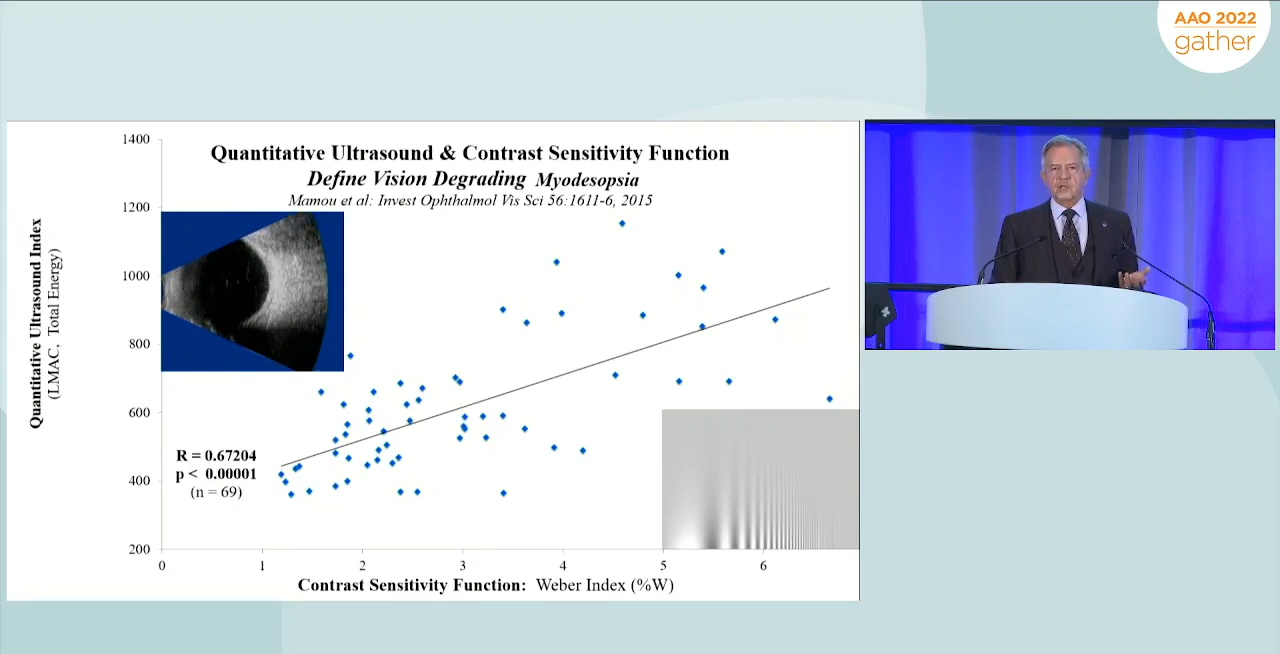 AAO 2022
gather
Quantitative Ultrasound & Contrast Sensitivity Function
Define Vision Degrading Myodesopsia
Mamou et al: Invest Ophthalmol Vis Sci 56:1611-6, 2015
Quantitative Ultrasound Index
(LMAC, Total Energy)
1400
1200
1000
800
600
400
200
R = 0.67204
p < 0.00001
(n = 69)
0 1 2 3 4 5 6
Contrast Sensitivity Function: Weber Index (%W)